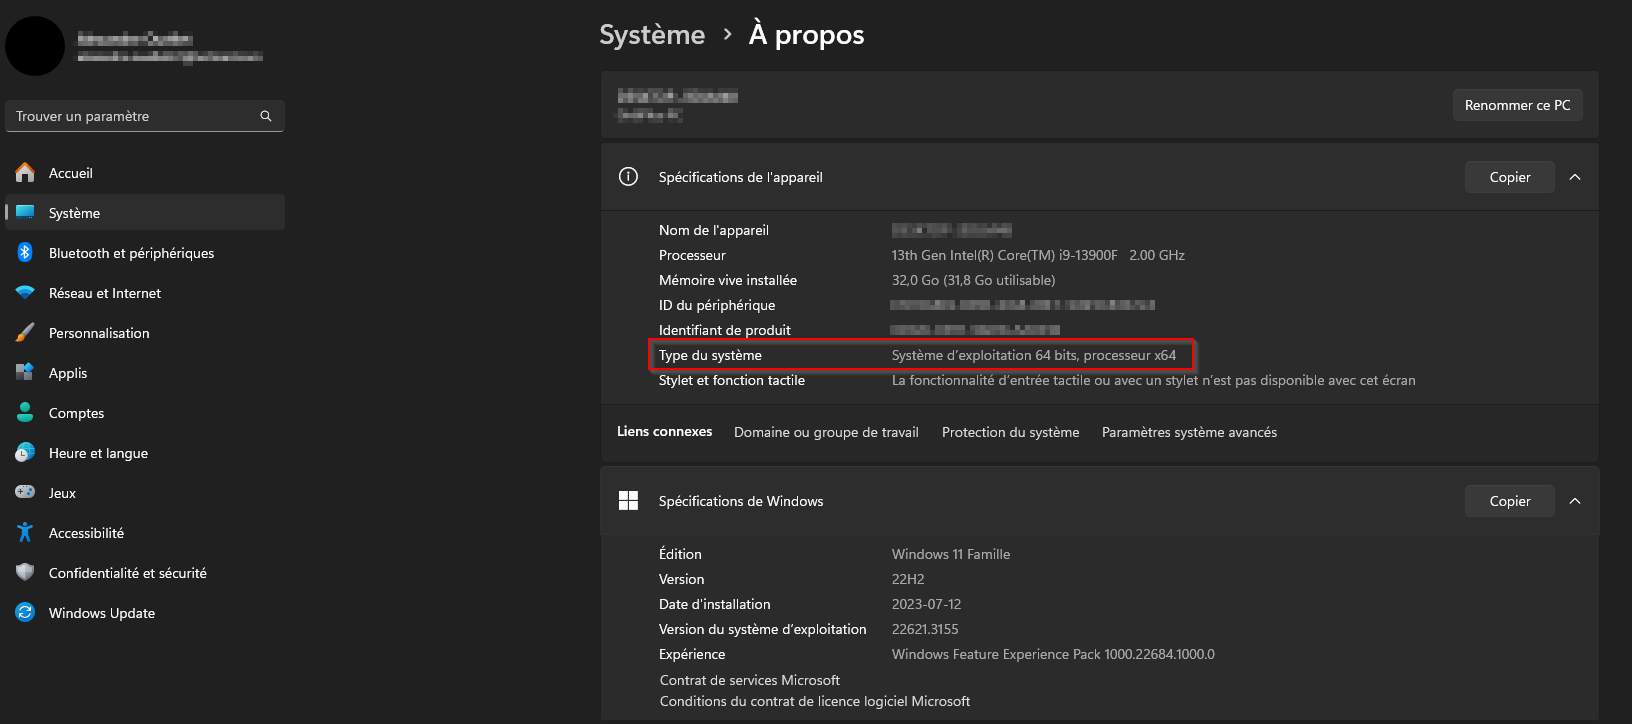 Système > À propos
Renommer ce PC
Trouver un paramètre
Accueil
Système
Bluetooth et périphériques
Réseau et Internet
Personnalisation
Applis
Comptes
Heure et langue
Jeux
Accessibilité
Confidentialité et sécurité
Windows Update
Spécifications de l'appareil Copier
Nom de l'appareil
Processeur 13th Gen Intel(R) Core(TM) i9-13900F 2.00 GHz
Mémoire vive installée 32,0 Go (31,8 Go utilisable)
ID du périphérique
Identifiant de produit
Type du système Système d’exploitation 64 bits, processeur x64
Stylet et fonction tactile La fonctionnalité d’entrée tactile ou avec un stylet n’est pas disponible avec cet écran
Liens connexes Domaine ou groupe de travail Protection du système Paramètres système avancés
Spécifications de Windows Copier
Édition Windows 11 Famille
Version 22H2
Date d'installation 2023-07-12
Version du système d’exploitation 22621.3155
Expérience Windows Feature Experience Pack 1000.22684.1000.0
Contrat de services Microsoft
Conditions du contrat de licence logiciel Microsoft